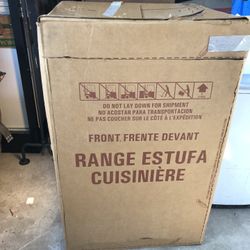 DO NOT LAY DOWN FOR SHIPMENT
NO ACOSTAR PARA TRANSPORTACION
NE PAS COUCHER SUR LE CÔTÉ À L'EXPÉDITION
FRONT FRENTE DEVANT
RANGE ESTUFA
CUISINIÈRE